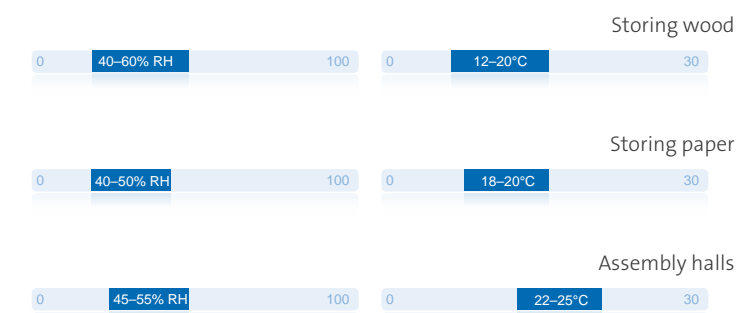 Storing wood
0 40–60% RH 100 0 12–20°C 30
Storing paper
0 40–50% RH 100 0 18–20°C 30
Assembly halls
0 45–55% RH 100 0 22–25°C 30